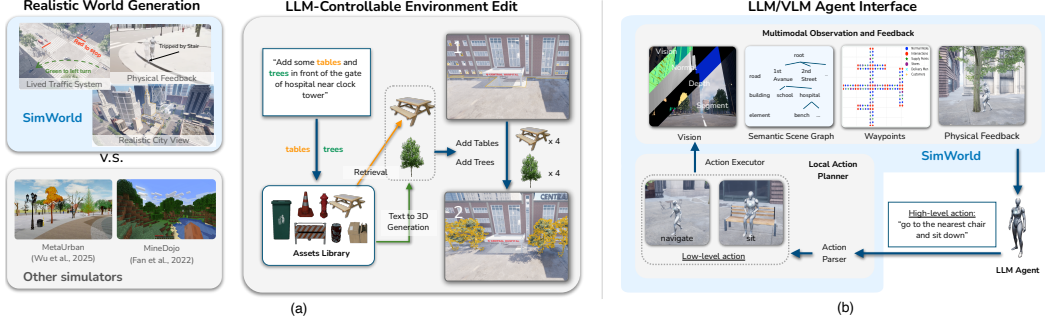 Realistic World Generation
Red to stop
Green to left turn
Lived Traffic System
Tripped by Stair
Physical Feedback
SimWorld
Realistic City View
V.S.
MetaUrban
(Wu et al., 2025)
MineDojo
(Fan et al., 2022)
Other simulators
LLM-Controllable Environment Edit
“Add some tables and
trees in front of the gate
of hospital near clock
tower”
tables
trees
Retrieval
Text to 3D
Generation
Assets Library
Add Tables
Add Trees
1
x 4
x 4
2
CENTRAL
(a)
LLM/VLM Agent Interface
Multimodal Observation and Feedback
Vision
Normal
Depth
Segment
Vision
root
road
1st
Avanue
2nd
Street
...
building
school
hospital
element
bench
...
Semantic Scene Graph
Waypoints
Physical Feedback
SimWorld
Action Executor
Local Action
Planner
navigate
sit
Low-level action
Action
Parser
High-level action:
“go to the nearest chair
and sit down”
LLM Agent
(b)